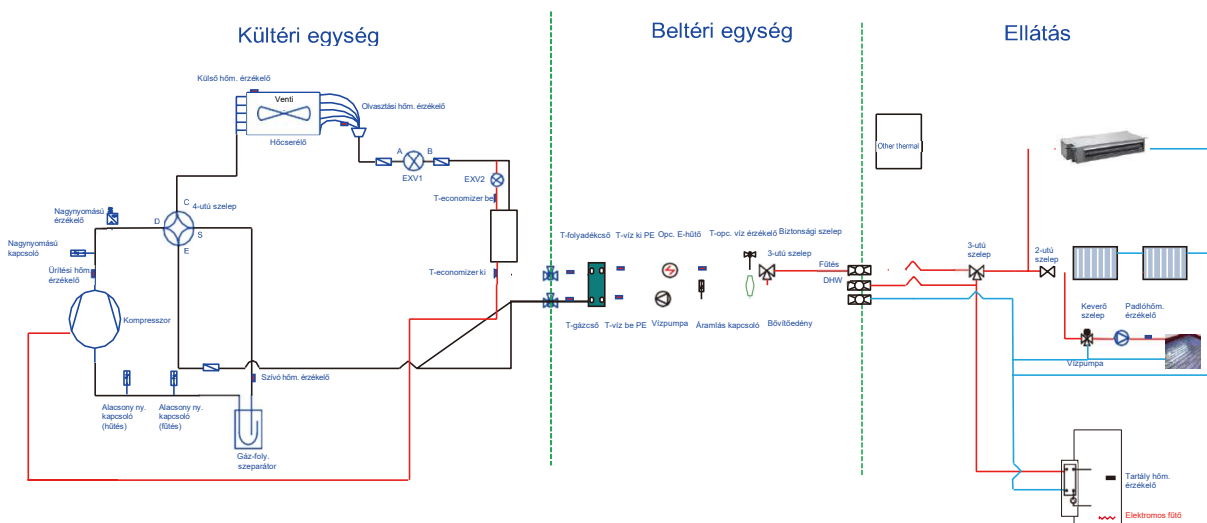 Kültéri egység
Beltéri egység
Ellátás
Külső hőm. érzékelő
Venti
Olvasztási hőm. érzékelő
Hőcserélő
A
B
EXV1
EXV2
T-economizer be
C
4-utú szelep
D
S
E
Nagynyomású
érzékelő
Nagynyomású
kapcsoló
Ürítési hőm.
érzékelő
Kompresszor
T-economizer ki
Szívó hőm. érzékelő
Alacsony ny.
kapcsoló
(hűtés)
Alacsony ny.
kapcsoló
(fűtés)
Gáz-foly.
szeparátor
T-folyadékcső
T-víz ki PE
Opc. E-hűtő
T-opc. víz érzékelő
Biztonsági szelep
3-utú szelep
Fűtés
DHW
T-gázcső
T-víz be PE
Vízpumpa
Áramlás kapcsoló
Bővítőedény
Other thermal
3-utú
szelep
2-utú
szelep
Keverő
szelep
Padlóhőm.
érzékelő
Vízpumpa
Tartály hőm.
érzékelő
Elektromos fűtő